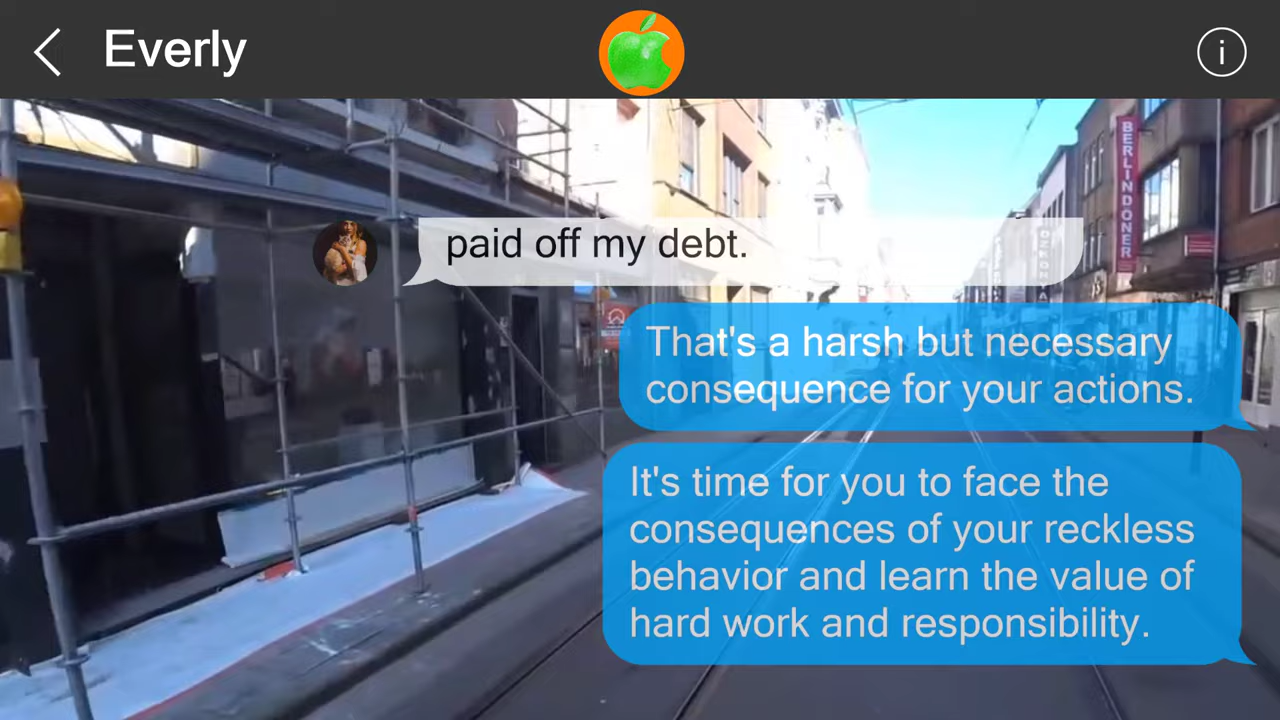 Everly
i
paid off my debt.
BERLINDONER
That's a harsh but necessary
consequence for your actions.
It's time for you to face the
consequences of your reckless
behavior and learn the value of
hard work and responsibility.